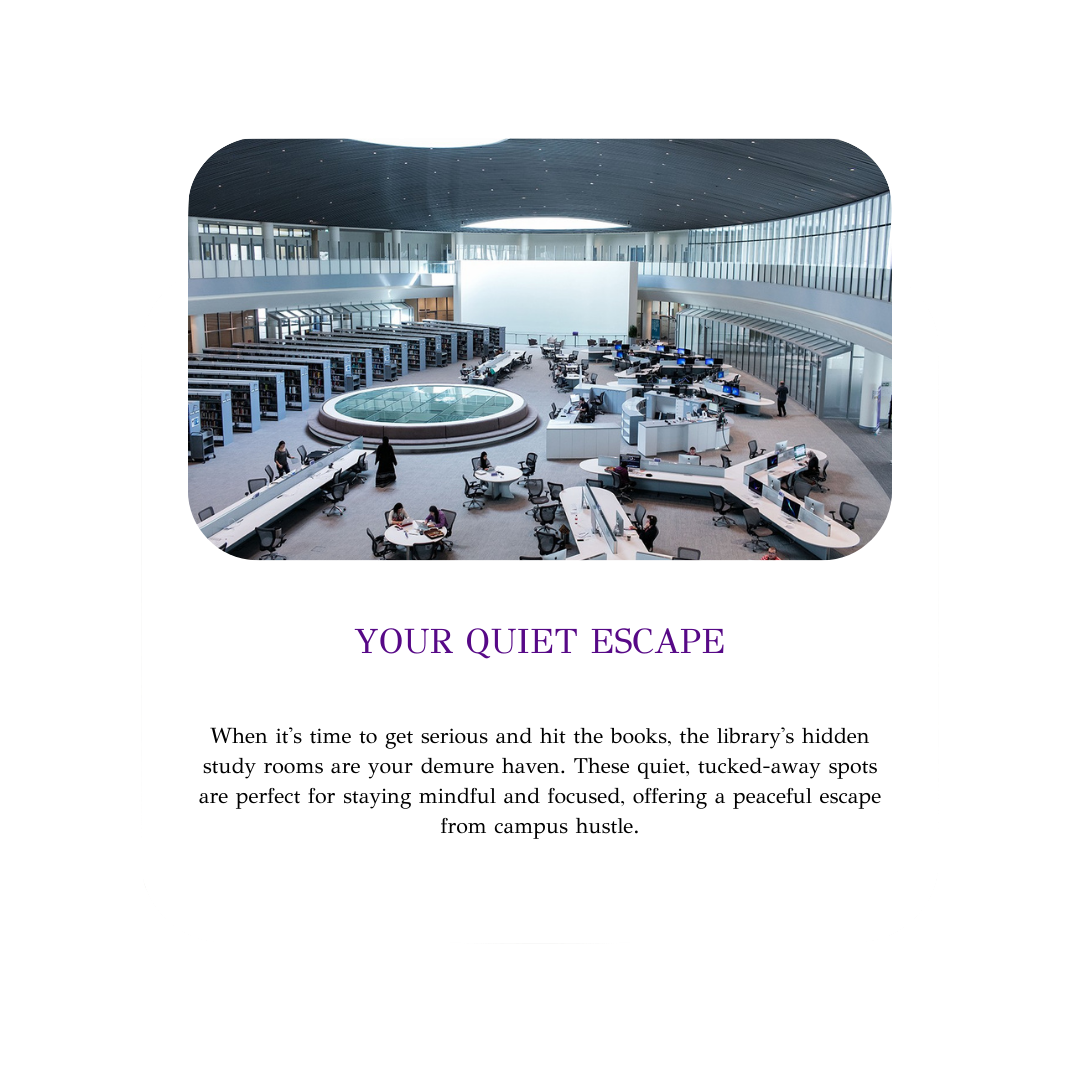 YOUR QUIET ESCAPE
When it’s time to get serious and hit the books, the library’s hidden
study rooms are your demure haven. These quiet, tucked-away spots
are perfect for staying mindful and focused, offering a peaceful escape
from campus hustle.